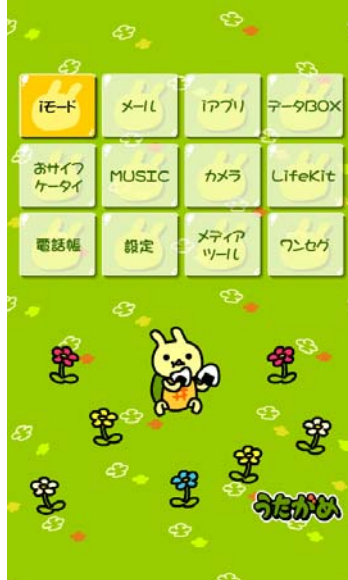 iモード
メール
iアプリ
データBOX
おサイフ
ケータイ
MUSIC
カメラ
LifeKit
電話帳
設定
メディア
ツール
ワンセグ
うたがめ